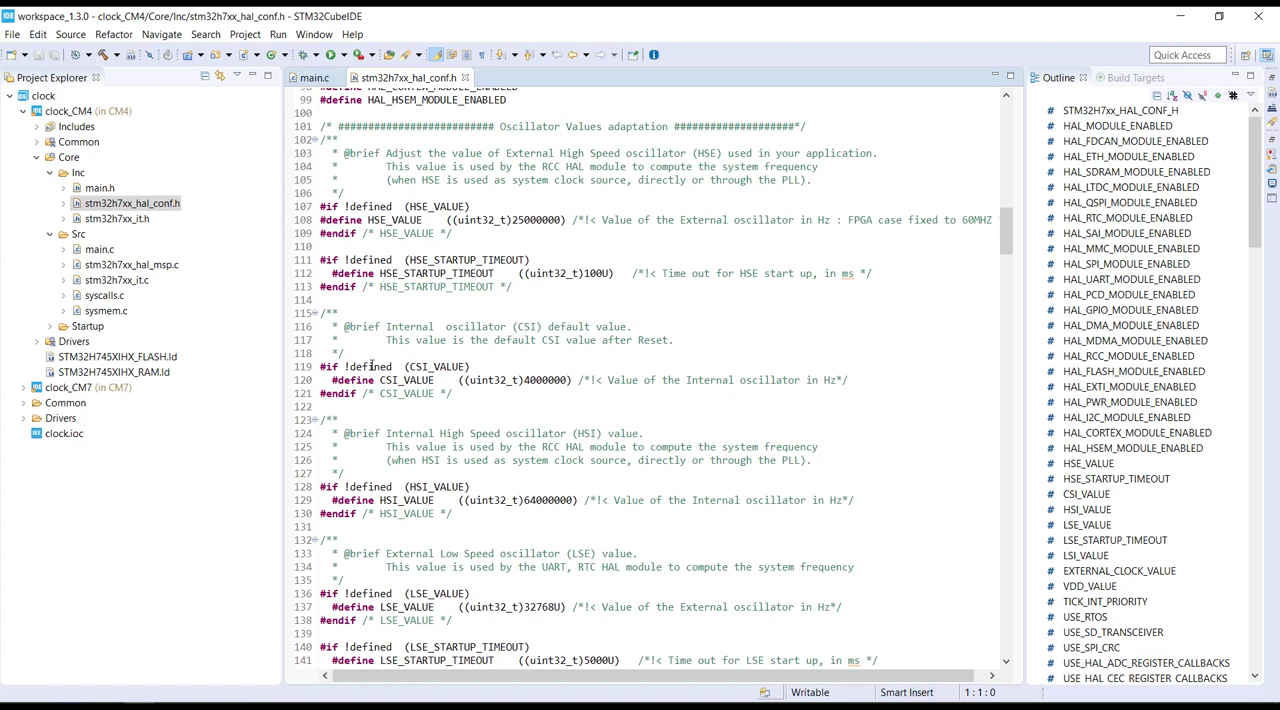 workspace_1.3.0 - clock_CM4/Core/Inc/stm32h7xx_hal_conf.h - STM32CubeIDE
File Edit Source Refactor Navigate Search Project Run Window Help
Quick Access
Project Explorer
clock
clock_CM4 (in CM4)
Includes
Common
Core
Inc
main.h
stm32h7xx_hal_conf.h
stm32h7xx_it.h
Src
main.c
stm32h7xx_hal_msp.c
stm32h7xx_it.c
syscalls.c
sysmem.c
Startup
Drivers
STM32H745XIHX_FLASH.ld
STM32H745XIHX_RAM.ld
clock_CM7 (in CM7)
Common
Drivers
clock.ioc
main.c stm32h7xx_hal_conf.h
98 #define HAL_CORTEX_MODULE_ENABLED
99 #define HAL_HSEM_MODULE_ENABLED
100
101 /* ########################## Oscillator Values adaptation ####################*/
102 /**
103 * @brief Adjust the value of External High Speed oscillator (HSE) used in your application.
104 * This value is used by the RCC HAL module to compute the system frequency
105 * (when HSE is used as system clock source, directly or through the PLL).
106 */
107 #if !defined (HSE_VALUE)
108 #define HSE_VALUE ((uint32_t)25000000) /*!< Value of the External oscillator in Hz : FPGA case fixed to 60MHZ *
109 #endif /* HSE_VALUE */
110
111 #if !defined (HSE_STARTUP_TIMEOUT)
112 #define HSE_STARTUP_TIMEOUT ((uint32_t)100U) /*!< Time out for HSE start up, in ms */
113 #endif /* HSE_STARTUP_TIMEOUT */
114
115 /**
116 * @brief Internal oscillator (CSI) default value.
117 * This value is the default CSI value after Reset.
118 */
119 #if !defined (CSI_VALUE)
120 #define CSI_VALUE ((uint32_t)4000000) /*!< Value of the Internal oscillator in Hz*/
121 #endif /* CSI_VALUE */
122
123 /**
124 * @brief Internal High Speed oscillator (HSI) value.
125 * This value is used by the RCC HAL module to compute the system frequency
126 * (when HSI is used as system clock source, directly or through the PLL).
127 */
128 #if !defined (HSI_VALUE)
129 #define HSI_VALUE ((uint32_t)64000000) /*!< Value of the Internal oscillator in Hz*/
130 #endif /* HSI_VALUE */
131
132 /**
133 * @brief External Low Speed oscillator (LSE) value.
134 * This value is used by the UART, RTC HAL module to compute the system frequency
135 */
136 #if !defined (LSE_VALUE)
137 #define LSE_VALUE ((uint32_t)32768U) /*!< Value of the External oscillator in Hz*/
138 #endif /* LSE_VALUE */
139
140 #if !defined (LSE_STARTUP_TIMEOUT)
141 #define LSE_STARTUP_TIMEOUT ((uint32_t)5000U) /*!< Time out for LSE start up, in ms */
Outline Build Targets
# STM32H7xx_HAL_CONF_H
# HAL_MODULE_ENABLED
# HAL_FDCAN_MODULE_ENABLED
# HAL_ETH_MODULE_ENABLED
# HAL_SDRAM_MODULE_ENABLED
# HAL_LTDC_MODULE_ENABLED
# HAL_QSPI_MODULE_ENABLED
# HAL_RTC_MODULE_ENABLED
# HAL_SAI_MODULE_ENABLED
# HAL_MMC_MODULE_ENABLED
# HAL_SPI_MODULE_ENABLED
# HAL_UART_MODULE_ENABLED
# HAL_PCD_MODULE_ENABLED
# HAL_GPIO_MODULE_ENABLED
# HAL_DMA_MODULE_ENABLED
# HAL_MDMA_MODULE_ENABLED
# HAL_RCC_MODULE_ENABLED
# HAL_FLASH_MODULE_ENABLED
# HAL_EXTI_MODULE_ENABLED
# HAL_PWR_MODULE_ENABLED
# HAL_I2C_MODULE_ENABLED
# HAL_CORTEX_MODULE_ENABLED
# HAL_HSEM_MODULE_ENABLED
# HSE_VALUE
# HSE_STARTUP_TIMEOUT
# CSI_VALUE
# HSI_VALUE
# LSE_VALUE
# LSE_STARTUP_TIMEOUT
# LSI_VALUE
# EXTERNAL_CLOCK_VALUE
# VDD_VALUE
# TICK_INT_PRIORITY
# USE_RTOS
# USE_SD_TRANSCEIVER
# USE_SPI_CRC
# USE_HAL_ADC_REGISTER_CALLBACKS
# USE_HAL_CEC_REGISTER_CALLBACKS
Writable Smart Insert 1:1:0